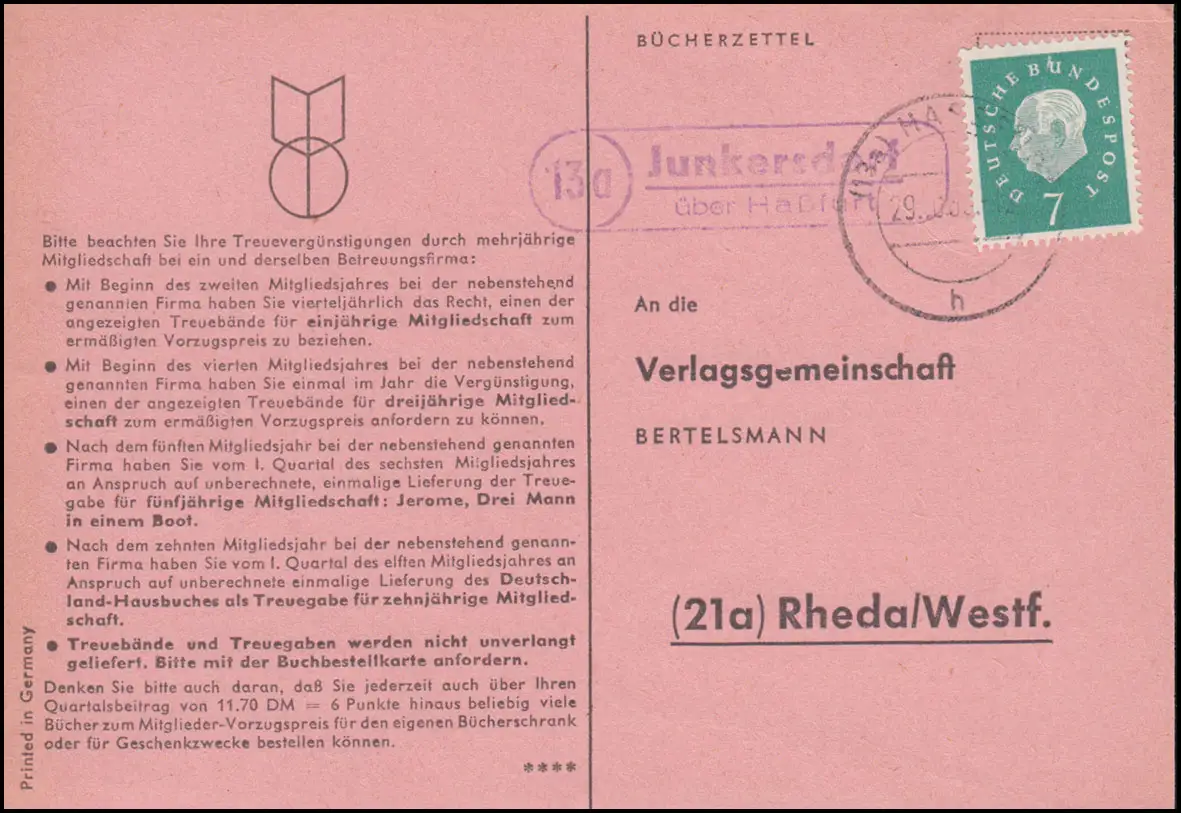 Bitte beachten Sie Ihre Treuevergünstigungen durch mehrjährige
Mitgliedschaft bei ein und derselben Betreuungsfirma:
● Mit Beginn des zweiten Mitgliedsjahres bei der nebenstehend
genannten Firma haben Sie vierteljährlich das Recht, einen der
angezeigten Treuebände für einjährige Mitgliedschaft zum
ermäßigten Vorzugspreis zu beziehen.
● Mit Beginn des vierten Mitgliedsjahres bei der nebenstehend
genannten Firma haben Sie einmal im Jahr die Vergünstigung,
einen der angezeigten Treuebände für dreijährige Mitglied-
schaft zum ermäßigten Vorzugspreis anfordern zu können.
● Nach dem fünften Mitgliedsjahr bei der nebenstehend genannten
Firma haben Sie vom I. Quartal des sechsten Mitgliedsjahres
an Anspruch auf unberechnete, einmalige Lieferung der Treue-
gabe für fünfjährige Mitgliedschaft: Jerome, Drei Mann
in einem Boot.
● Nach dem zehnten Mitgliedsjahr bei der nebenstehend genann-
ten Firma haben Sie vom I. Quartal des elften Mitgliedsjahres an
Anspruch auf unberechnete einmalige Lieferung des Deutsch-
land-Hausbuches als Treuegabe für zehnjährige Mitglied-
schaft.
● Treuebände und Treuegaben werden nicht unverlangt
geliefert. Bitte mit der Buchbestellkarte anfordern.
Denken Sie bitte auch daran, daß Sie jederzeit auch über Ihren
Quartalsbeitrag von 11.70 DM = 6 Punkte hinaus beliebig viele
Bücher zum Mitglieder-Vorzugspreis für den eigenen Bücherschrank
oder für Geschenkzwecke bestellen können.
****
Printed in Germany
BÜCHERZETTEL
DEUTSCHE BUNDESPOST
7
13a
Junkersdorf
über Haßfurt
(13a) HAS
29.
h
An die
Verlagsgemeinschaft
BERTELSMANN
(21a) Rheda/Westf.